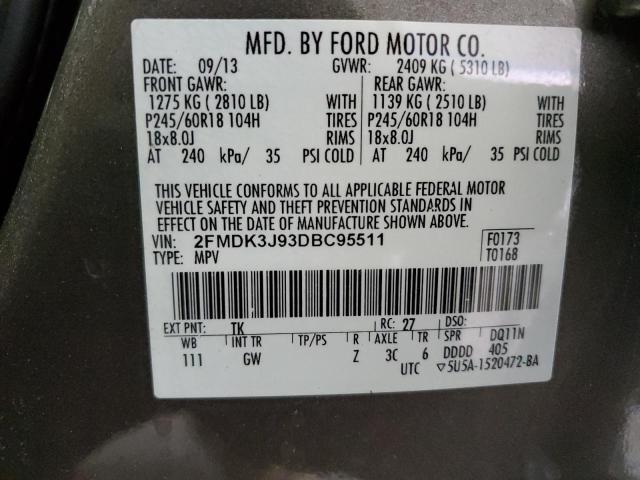 MFD. BY FORD MOTOR CO.
DATE: 09/13 GVWR: 2409 KG ( 5310 LB)
FRONT GAWR: REAR GAWR:
1275 KG ( 2810 LB) WITH 1139 KG ( 2510 LB) WITH
P245/60R18 104H TIRES P245/60R18 104H TIRES
18x8.0J RIMS 18x8.0J RIMS
AT 240 kPa/ 35 PSI COLD AT 240 kPa/ 35 PSI COLD
THIS VEHICLE CONFORMS TO ALL APPLICABLE FEDERAL MOTOR
VEHICLE SAFETY AND THEFT PREVENTION STANDARDS IN
EFFECT ON THE DATE OF MANUFACTURE SHOWN ABOVE.
VIN: 2FMDK3J93DBC95511 F0173
TYPE: MPV T0168
EXT PNT: TK RC: 27 DSO:
WB INT TR TP/PS R AXLE TR SPR DQ11N
111 GW Z 3C 6 DDDD 405
UTC ▽5U5A-1520472-BA